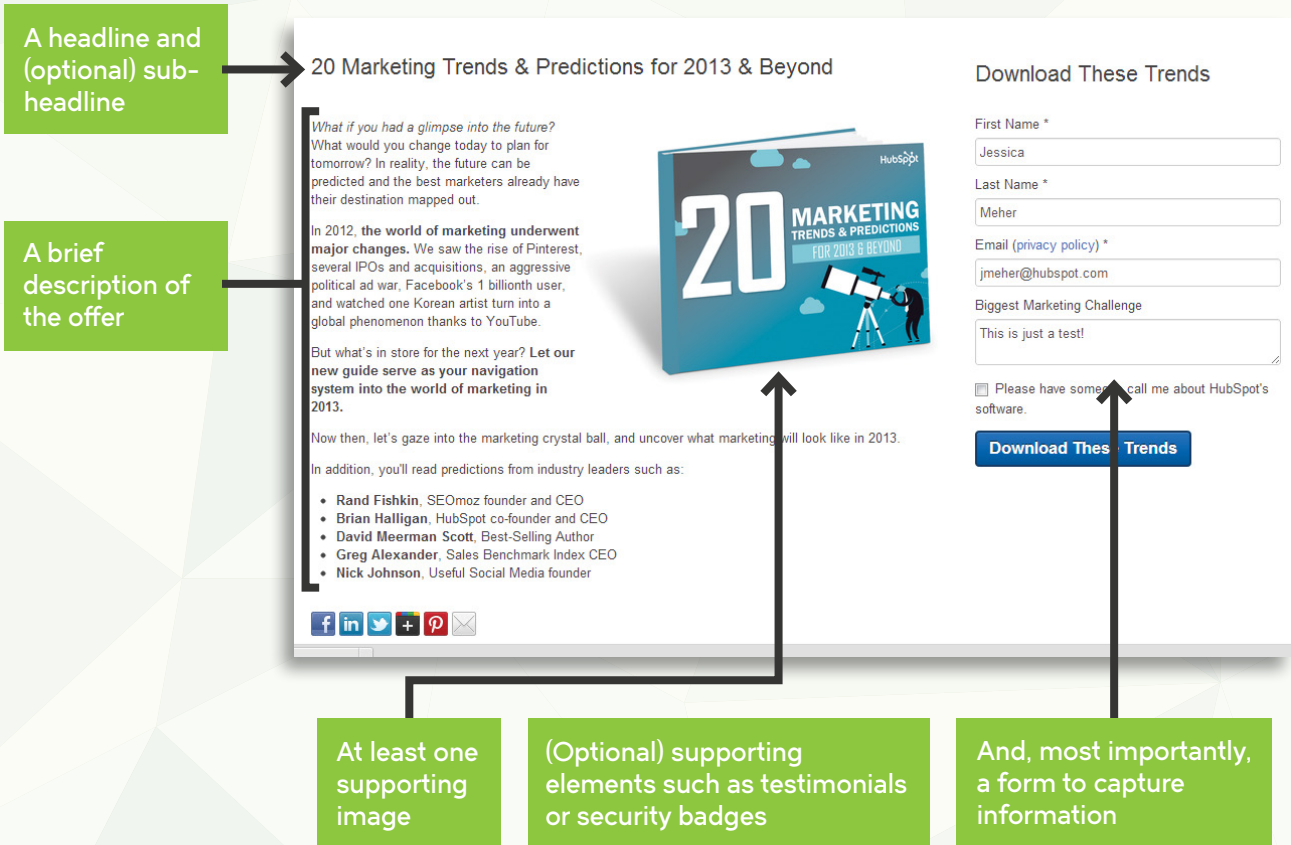 A headline and
(optional) sub-
headline
20 Marketing Trends & Predictions for 2013 & Beyond
What if you had a glimpse into the future?
What would you change today to plan for
tomorrow? In reality, the future can be
predicted and the best marketers already have
their destination mapped out.
A brief
description of
the offer
In 2012, the world of marketing underwent
major changes. We saw the rise of Pinterest,
several IPOs and acquisitions, an aggressive
political ad war, Facebook's 1 billionth user,
and watched one Korean artist turn into a
global phenomenon thanks to YouTube.
But what's in store for the next year? Let our
new guide serve as your navigation
system into the world of marketing in
2013.
Now then, let's gaze into the marketing crystal ball, and uncover what marketing will look like in 2013.
In addition, you'll read predictions from industry leaders such as:
• Rand Fishkin, SEOmoz founder and CEO
• Brian Halligan, HubSpot co-founder and CEO
• David Meerman Scott, Best-Selling Author
• Greg Alexander, Sales Benchmark Index CEO
• Nick Johnson, Useful Social Media founder
HubSpot
20 MARKETING
TRENDS & PREDICTIONS
FOR 2013 & BEYOND
Download These Trends
First Name *
Jessica
Last Name *
Meher
Email (privacy policy) *
jmeher@hubspot.com
Biggest Marketing Challenge
This is just a test!
Please have someone call me about HubSpot's
software.
Download These Trends
At least one
supporting
image
(Optional) supporting
elements such as testimonials
or security badges
And, most importantly,
a form to capture
information